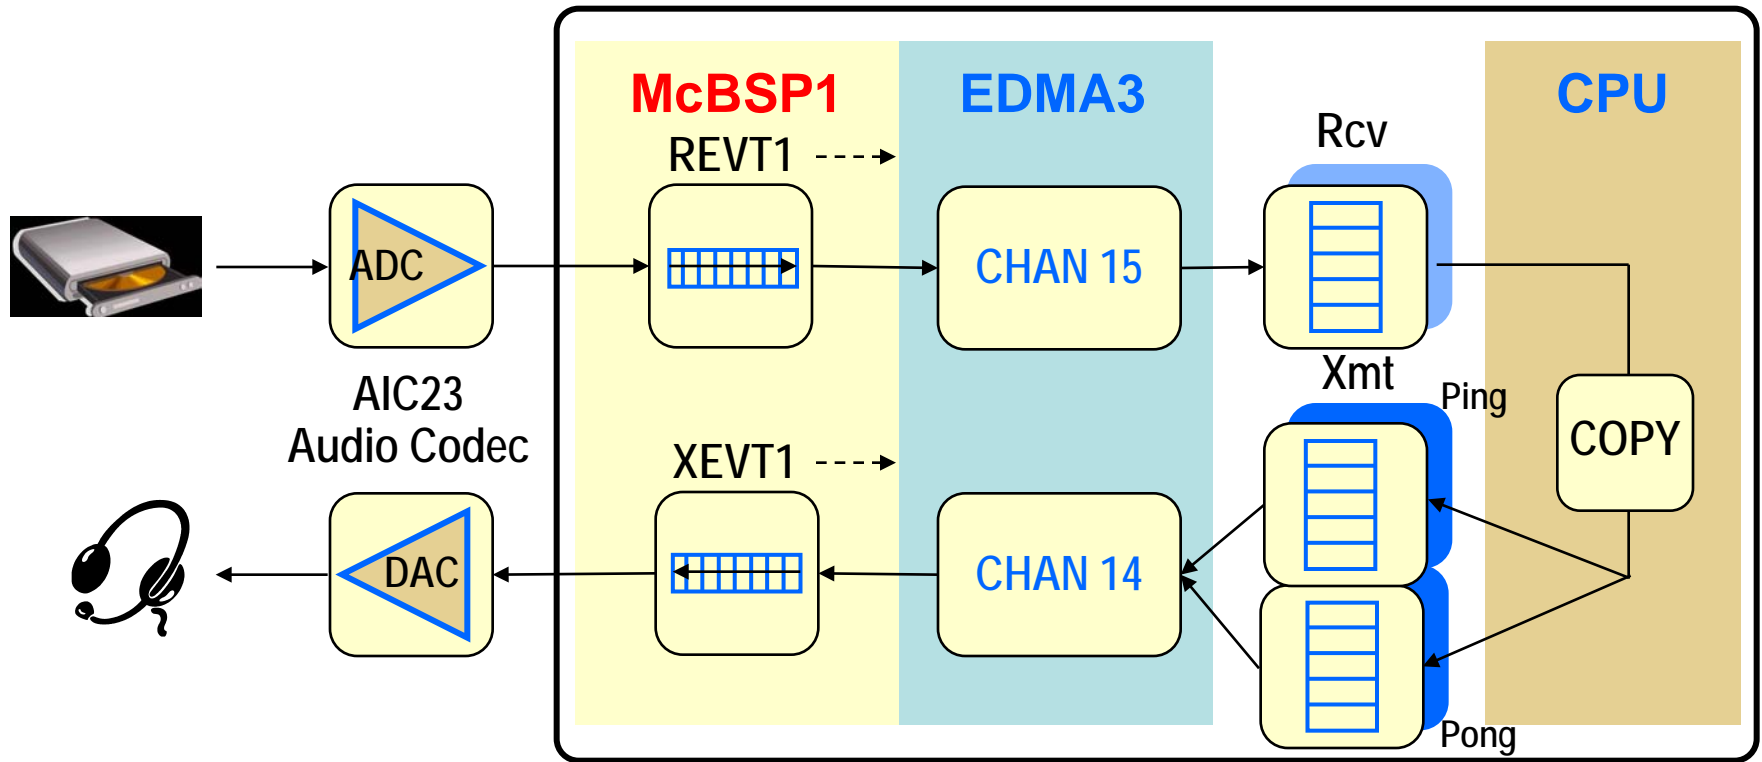 McBSP1
EDMA3
CPU
REVT1
Rcv
ADC
CHAN 15
AIC23
Audio Codec
Xmt
Ping
COPY
XEVT1
DAC
CHAN 14
Pong